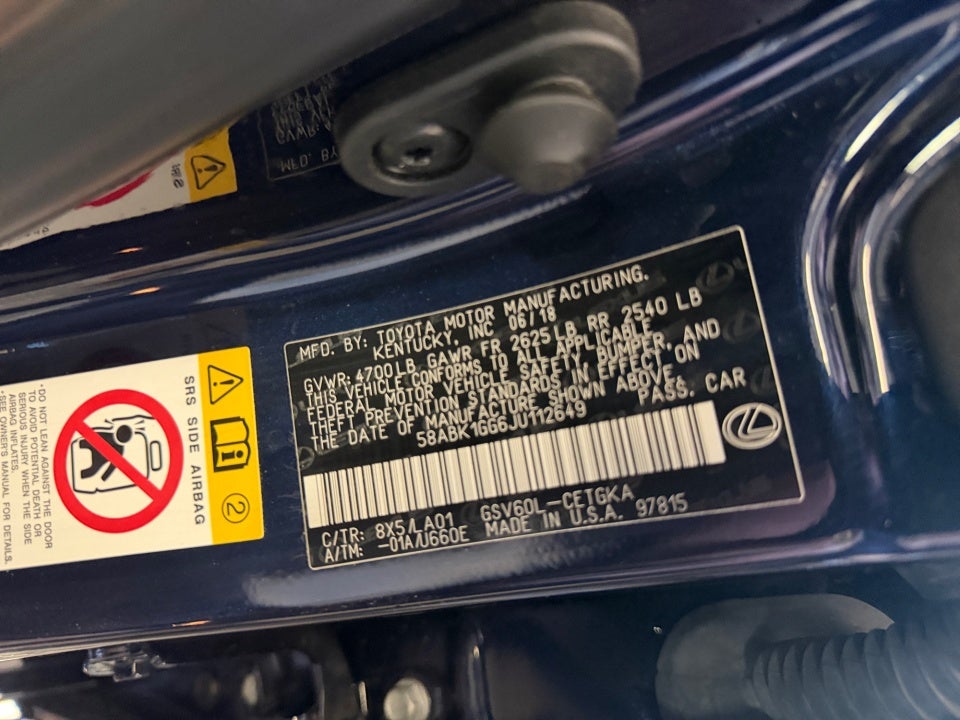 MFD. BY: TOYOTA MOTOR MANUFACTURING.
KENTUCKY, INC 06/18
GVWR: 4700LB GAWR FR 2625LB RR 2540 LB
THIS VEHICLE CONFORMS TO ALL APPLICABLE
FEDERAL MOTOR VEHICLE SAFETY, BUMPER, AND
THEFT PREVENTION STANDARDS IN EFFECT ON
THE DATE OF MANUFACTURE SHOWN ABOVE.
58ABK1GG6JU112649 PASS. CAR
C/TR: 8X5/LA01 GSV60L-CETGKA
A/TM: -01A/U660E MADE IN U.S.A. 97815
SRS SIDE AIRBAG 2
•DO NOT LEAN AGAINST THE DOOR
TO AVOID POTENTIAL DEATH OR
SERIOUS INJURY WHEN THE SIDE
AIRBAG INFLATES.
•SEE OWNER'S MANUAL FOR DETAILS.